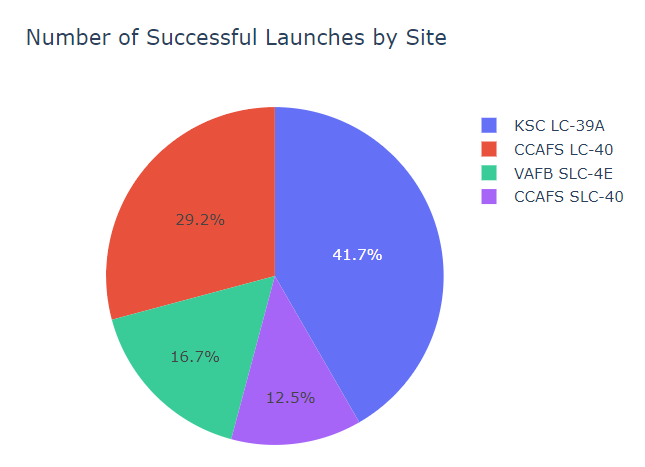 Number of Successful Launches by Site
KSC LC-39A
CCAFS LC-40
VAFB SLC-4E
CCAFS SLC-40
29.2%
41.7%
16.7%
12.5%